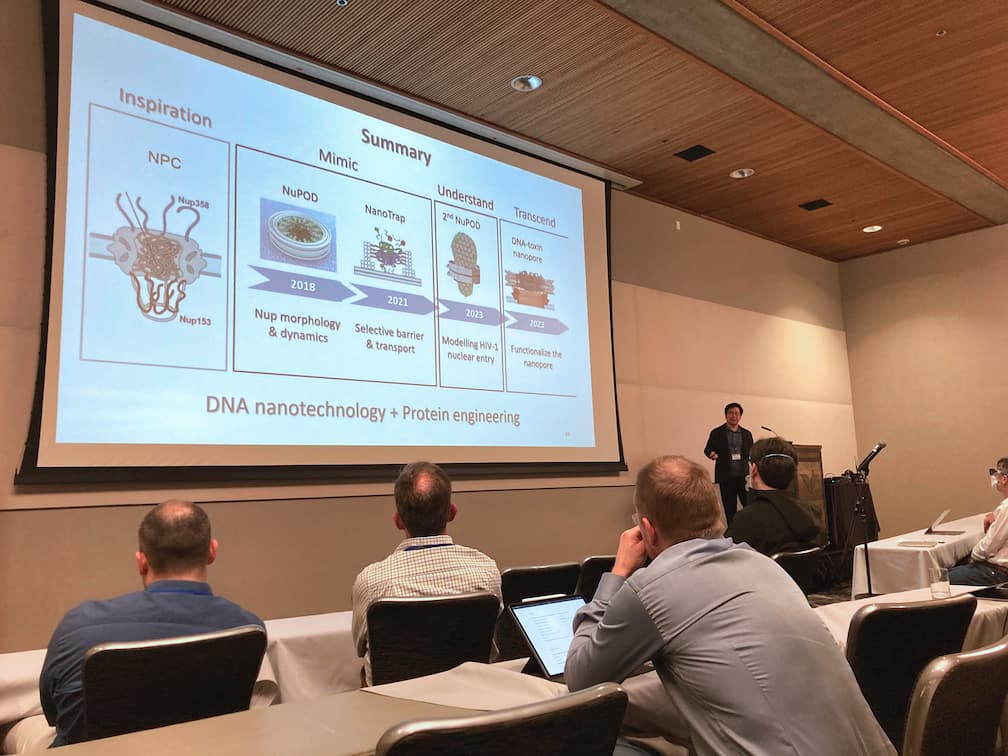 Summary
Inspiration
NPC
Nup358
Nup153
Mimic
NuPOD
2018
Nup morphology
& dynamics
NanoTrap
2021
Selective barrier
& transport
Understand
2nd NuPOD
2023
Modelling HIV-1
nuclear entry
Transcend
DNA-toxin
nanopore
2023
Functionalize the
nanopore
DNA nanotechnology + Protein engineering